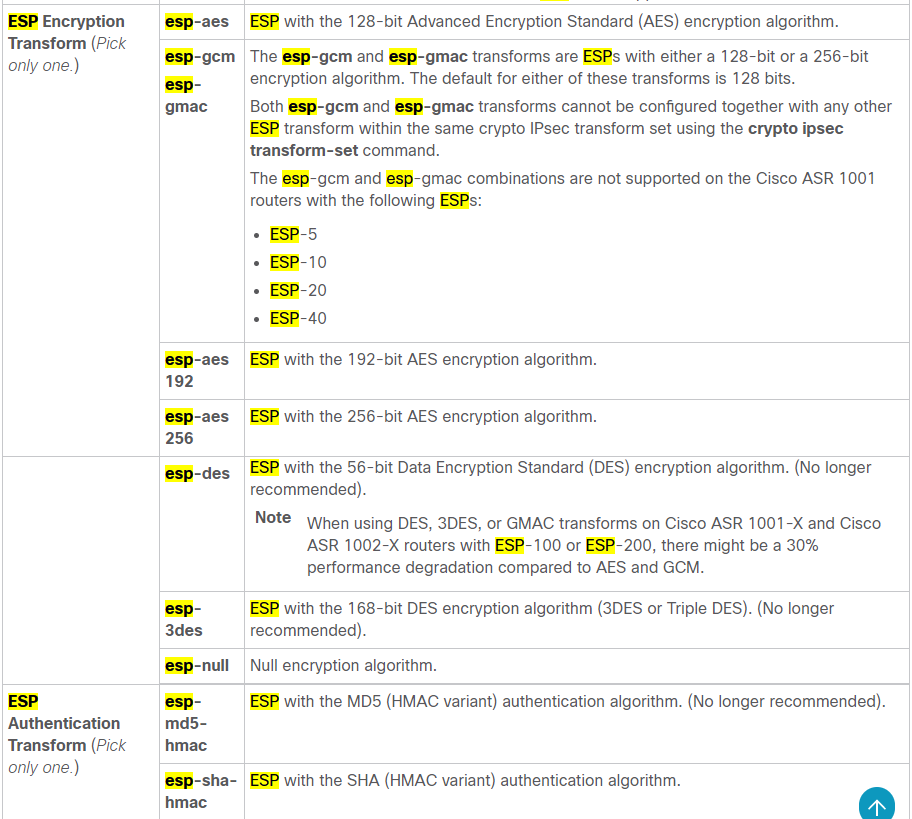 ESP Encryption
Transform (Pick
only one.)
esp-aes
ESP with the 128-bit Advanced Encryption Standard (AES) encryption algorithm.
esp-gcm
esp-
gmac
The esp-gcm and esp-gmac transforms are ESPs with either a 128-bit or a 256-bit
encryption algorithm. The default for either of these transforms is 128 bits.
Both esp-gcm and esp-gmac transforms cannot be configured together with any other
ESP transform within the same crypto IPsec transform set using the crypto ipsec
transform-set command.
The esp-gcm and esp-gmac combinations are not supported on the Cisco ASR 1001
routers with the following ESPs:
• ESP-5
• ESP-10
• ESP-20
• ESP-40
esp-aes
192
ESP with the 192-bit AES encryption algorithm.
esp-aes
256
ESP with the 256-bit AES encryption algorithm.
esp-des
ESP with the 56-bit Data Encryption Standard (DES) encryption algorithm. (No longer
recommended).
Note
When using DES, 3DES, or GMAC transforms on Cisco ASR 1001-X and Cisco
ASR 1002-X routers with ESP-100 or ESP-200, there might be a 30%
performance degradation compared to AES and GCM.
esp-
3des
ESP with the 168-bit DES encryption algorithm (3DES or Triple DES). (No longer
recommended).
esp-null
Null encryption algorithm.
ESP
Authentication
Transform (Pick
only one.)
esp-
md5-
hmac
ESP with the MD5 (HMAC variant) authentication algorithm. (No longer recommended).
esp-sha-
hmac
ESP with the SHA (HMAC variant) authentication algorithm.